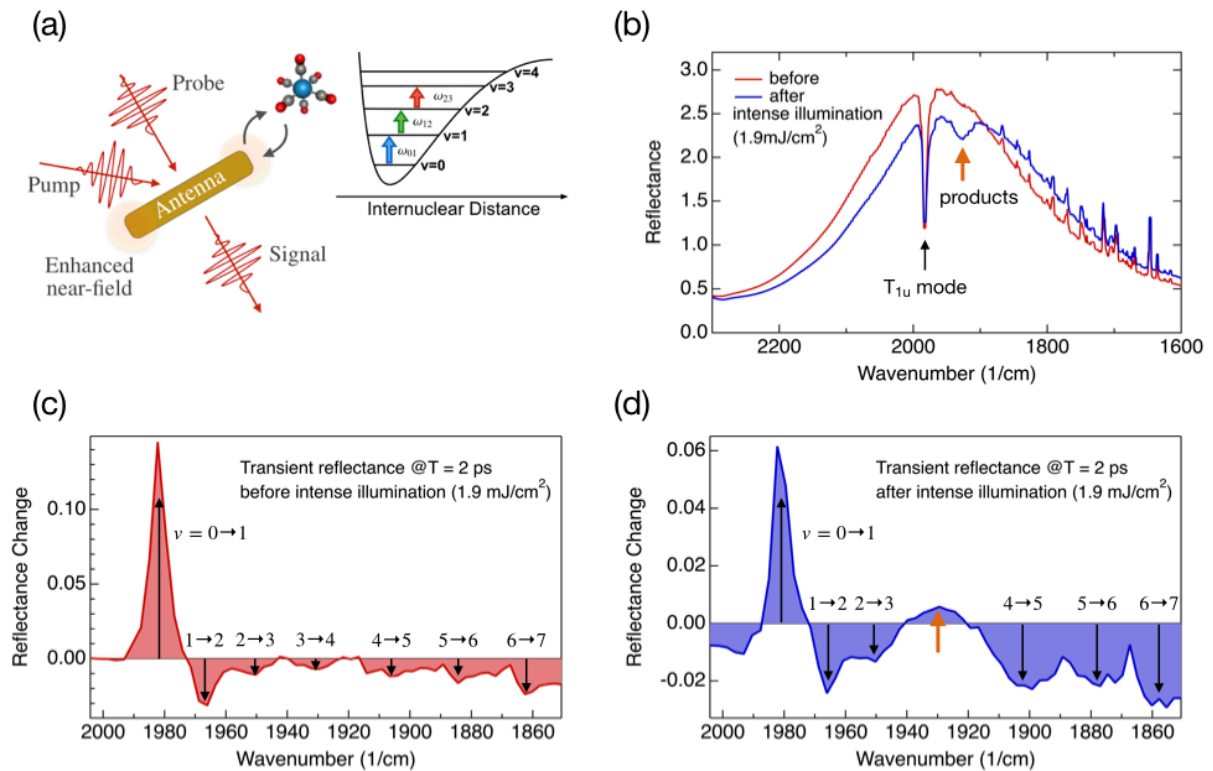 (a)
Probe
Pump
Antenna
Enhanced
near-field
Signal
ω₀₁
ω₁₂
ω₂₃
v=4
v=3
v=2
v=1
v=0
Internuclear Distance
(b)
3.0
2.5
2.0
1.5
1.0
0.5
0.0
Reflectance
before
after
intense illumination
(1.9mJ/cm²)
products
T₁ᵤ mode
2200 2000 1800 1600
Wavenumber (1/cm)
(c)
0.10
0.05
0.00
Reflectance Change
Transient reflectance @T = 2 ps
before intense illumination (1.9 mJ/cm²)
v = 0→1
1→2 2→3 3→4 4→5 5→6 6→7
2000 1980 1960 1940 1920 1900 1880 1860
Wavenumber (1/cm)
(d)
0.06
0.04
0.02
0.00
-0.02
Reflectance Change
Transient reflectance @T = 2 ps
after intense illumination (1.9 mJ/cm²)
v = 0→1
1→2 2→3 4→5 5→6 6→7
2000 1980 1960 1940 1920 1900 1880 1860
Wavenumber (1/cm)